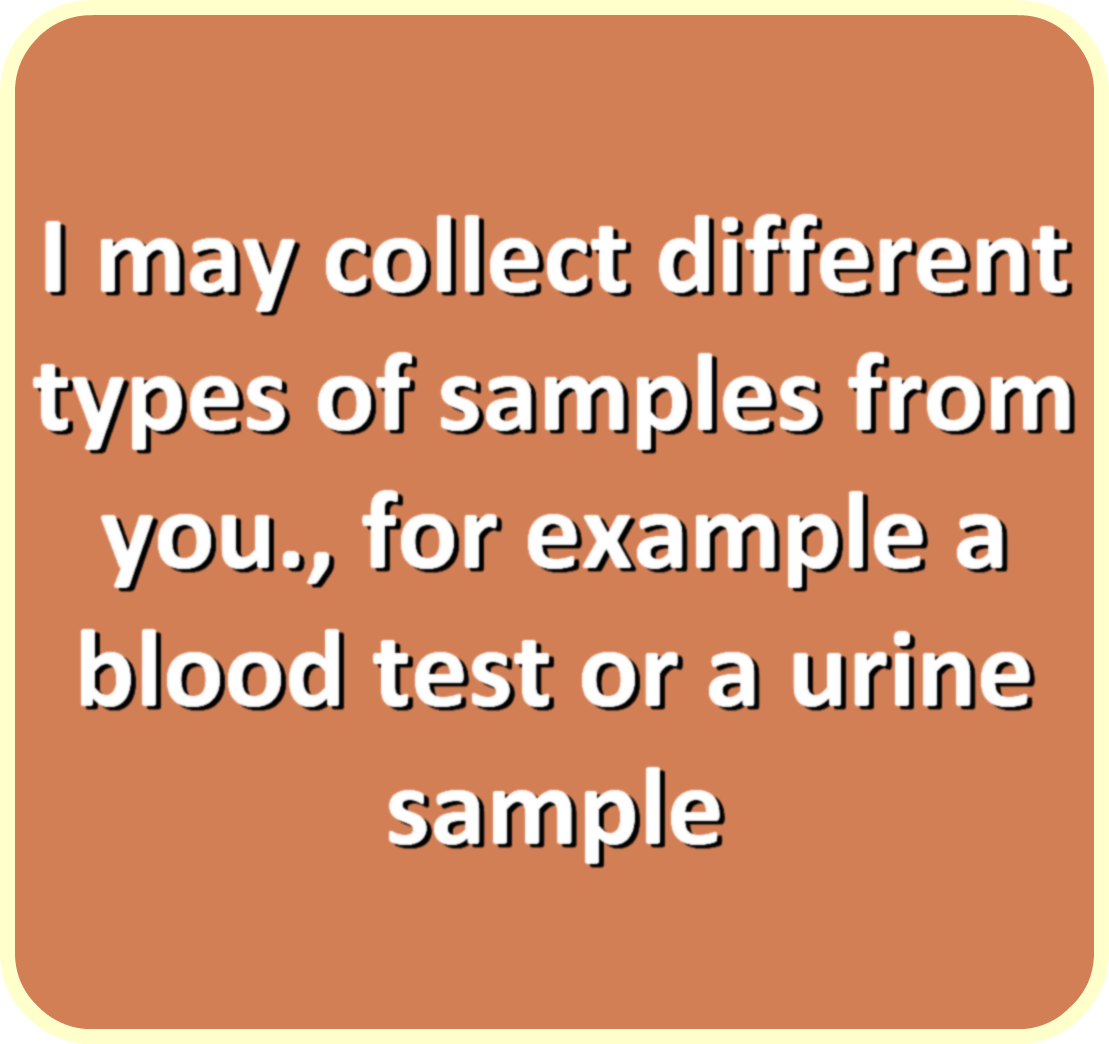 I may collect different
types of samples from
you., for example a
blood test or a urine
sample